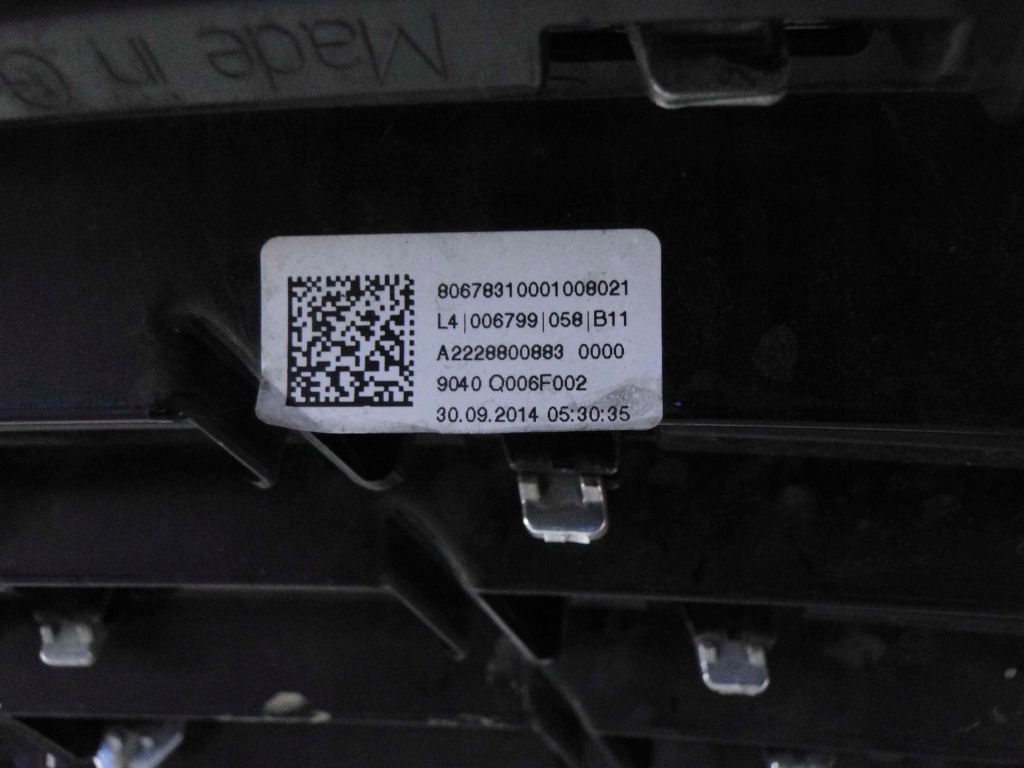 Made in G
80678310001008021
L4|006799|058|B11
A2228800883 0000
9040 Q006F002
30.09.2014 05:30:35